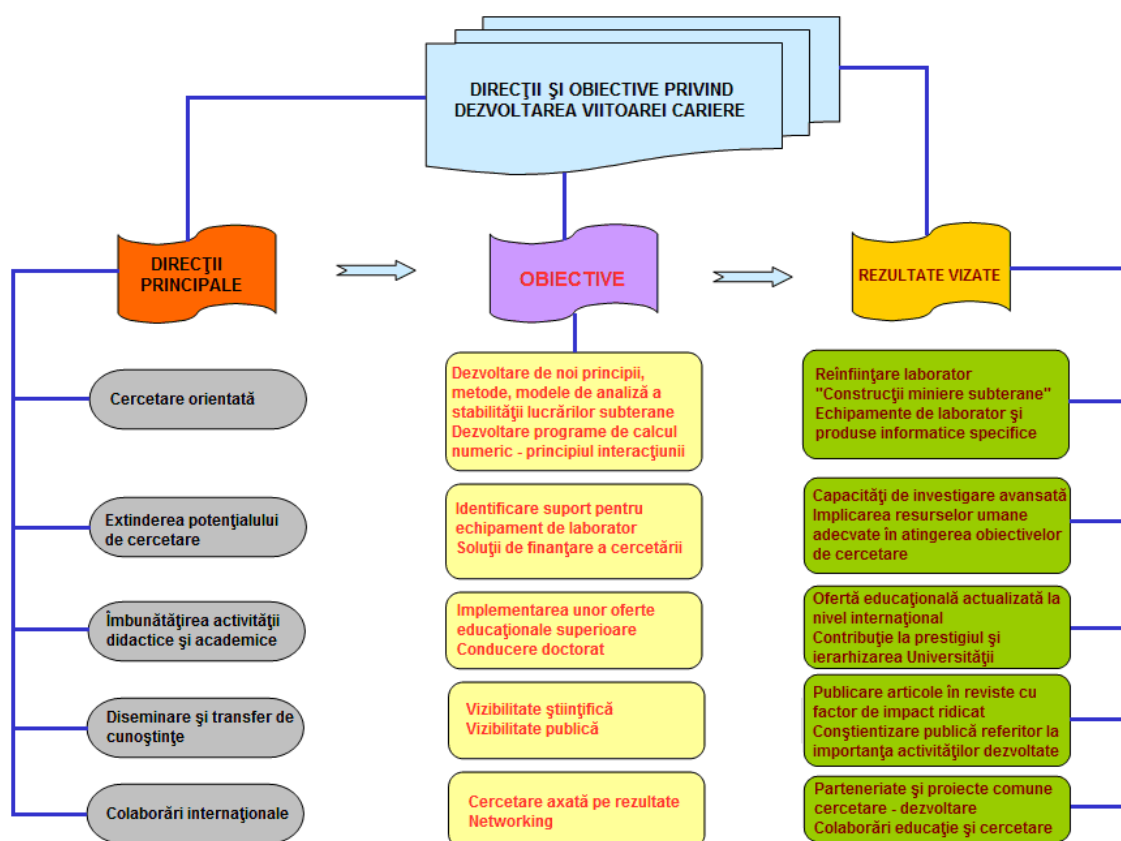 DIRECŢII ŞI OBIECTIVE PRIVIND
DEZVOLTAREA VIITOAREI CARIERE
DIRECŢII
PRINCIPALE
OBIECTIVE
REZULTATE VIZATE
Cercetare orientată
Dezvoltare de noi principii,
metode, modele de analiză a
stabilităţii lucrărilor subterane
Dezvoltare programe de calcul
numeric - principiul interacţiunii
Reînfiinţare laborator
"Construcţii miniere subterane"
Echipamente de laborator şi
produse informatice specifice
Extinderea potenţialului
de cercetare
Identificare suport pentru
echipament de laborator
Soluţii de finanţare a cercetării
Capacităţi de investigare avansată
Implicarea resurselor umane
adecvate în atingerea obiectivelor
de cercetare
Îmbunătăţirea activităţii
didactice şi academice
Implementarea unor oferte
educaţionale superioare
Conducere doctorat
Ofertă educaţională actualizată la
nivel internaţional
Contribuţie la prestigiul şi
ierarhizarea Universităţii
Diseminare şi transfer de
cunoştinţe
Vizibilitate ştiinţifică
Vizibilitate publică
Publicare articole în reviste cu
factor de impact ridicat
Conştientizare publică referitor la
importanţa activităţilor dezvoltate
Colaborări internaţionale
Cercetare axată pe rezultate
Networking
Parteneriate şi proiecte comune
cercetare - dezvoltare
Colaborări educaţie şi cercetare